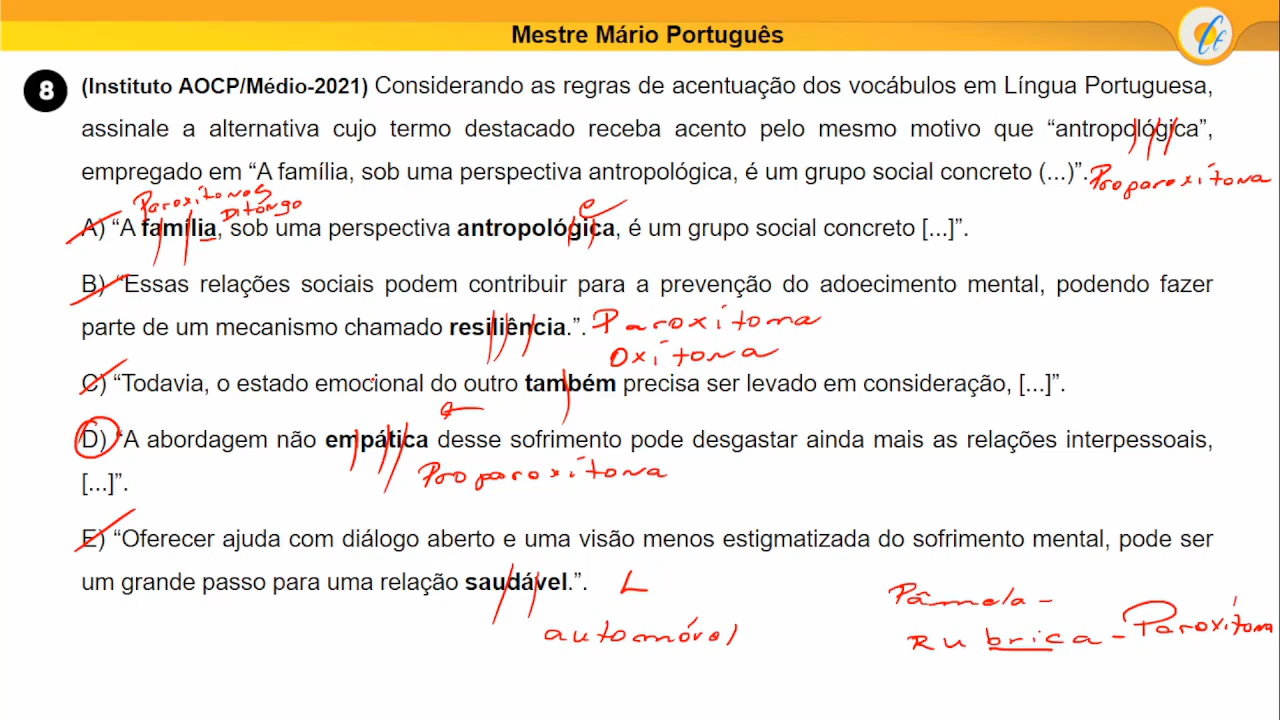 Mestre Mário Português
8
(Instituto AOCP/Médio-2021) Considerando as regras de acentuação dos vocábulos em Língua Portuguesa,
assinale a alternativa cujo termo destacado receba acento pelo mesmo motivo que “antropológica”,
empregado em “A família, sob uma perspectiva antropológica, é um grupo social concreto (...)”.
Proparoxítona
Paroxítonas
Ditongo
A) “A família, sob uma perspectiva antropológica, é um grupo social concreto [...]”.
B) “Essas relações sociais podem contribuir para a prevenção do adoecimento mental, podendo fazer
parte de um mecanismo chamado resiliência.”.
Paroxítona
Oxítona
C) “Todavia, o estado emocional do outro também precisa ser levado em consideração, [...]”.
D) “A abordagem não empática desse sofrimento pode desgastar ainda mais as relações interpessoais,
[...]”.
Proparoxítona
E) “Oferecer ajuda com diálogo aberto e uma visão menos estigmatizada do sofrimento mental, pode ser
um grande passo para uma relação saudável.”.
L
automóvel
Pâmela -
Rubrica - Paroxítona